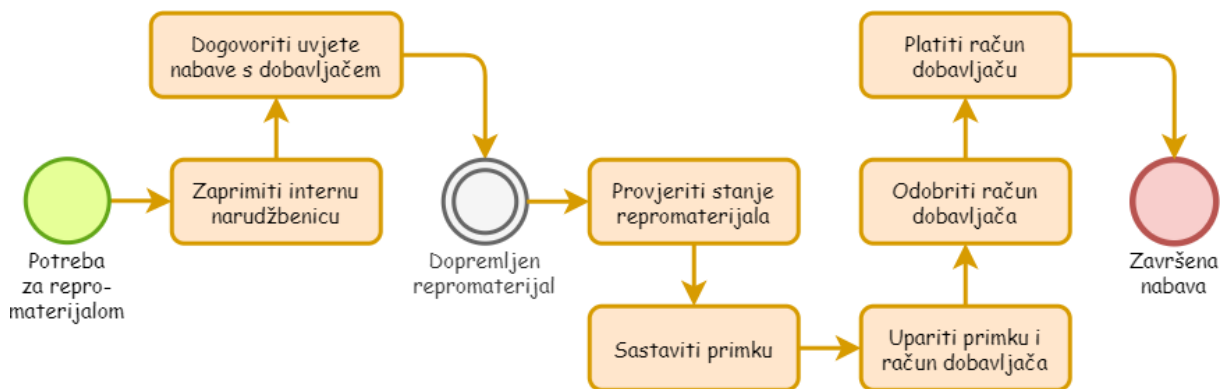 Potreba
za repro-
materijalom
Zaprimiti internu
narudžbenicu
Dogovoriti uvjete
nabave s dobavljačem
Dopremljen
repromaterijal
Provjeriti stanje
repromaterijala
Sastaviti primku
Upariti primku i
račun dobavljača
Odobriti račun
dobavljača
Platiti račun
dobavljaču
Završena
nabava